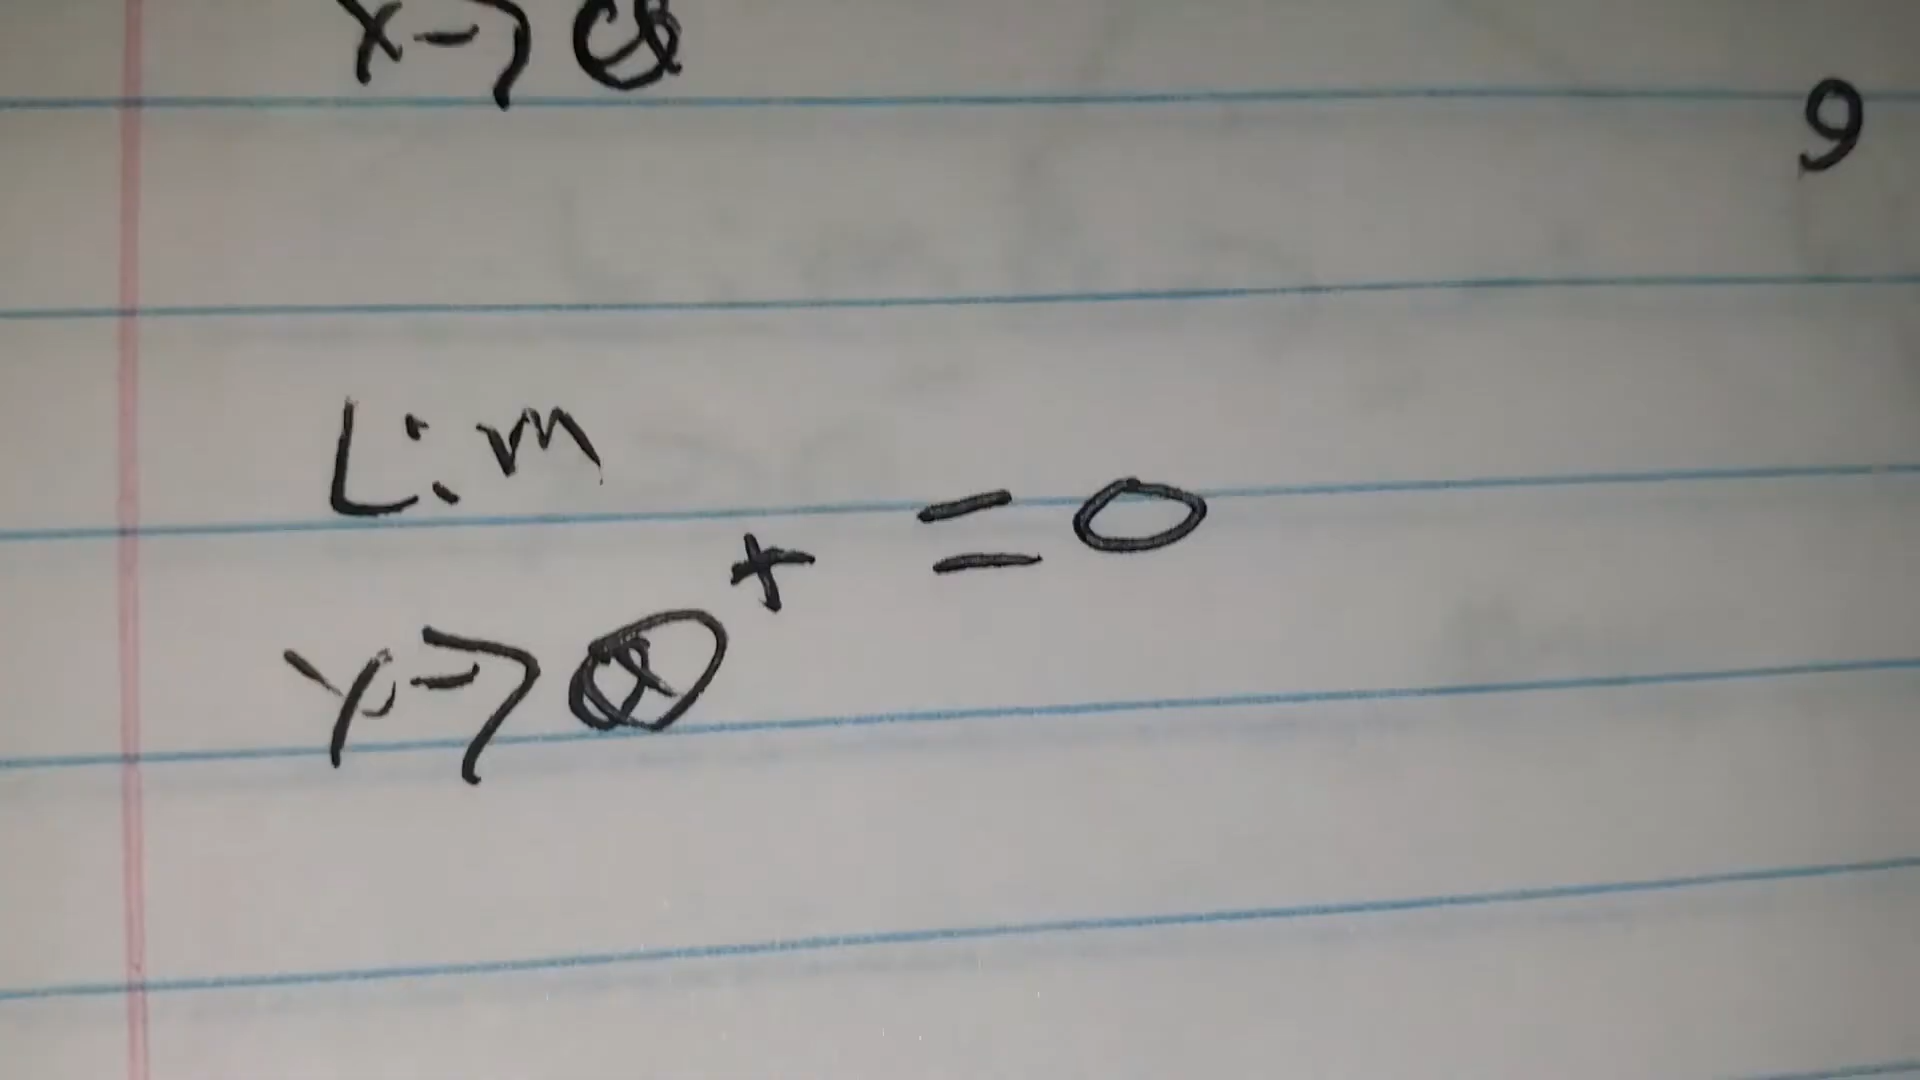 x->
9
Lim
x-> + =0